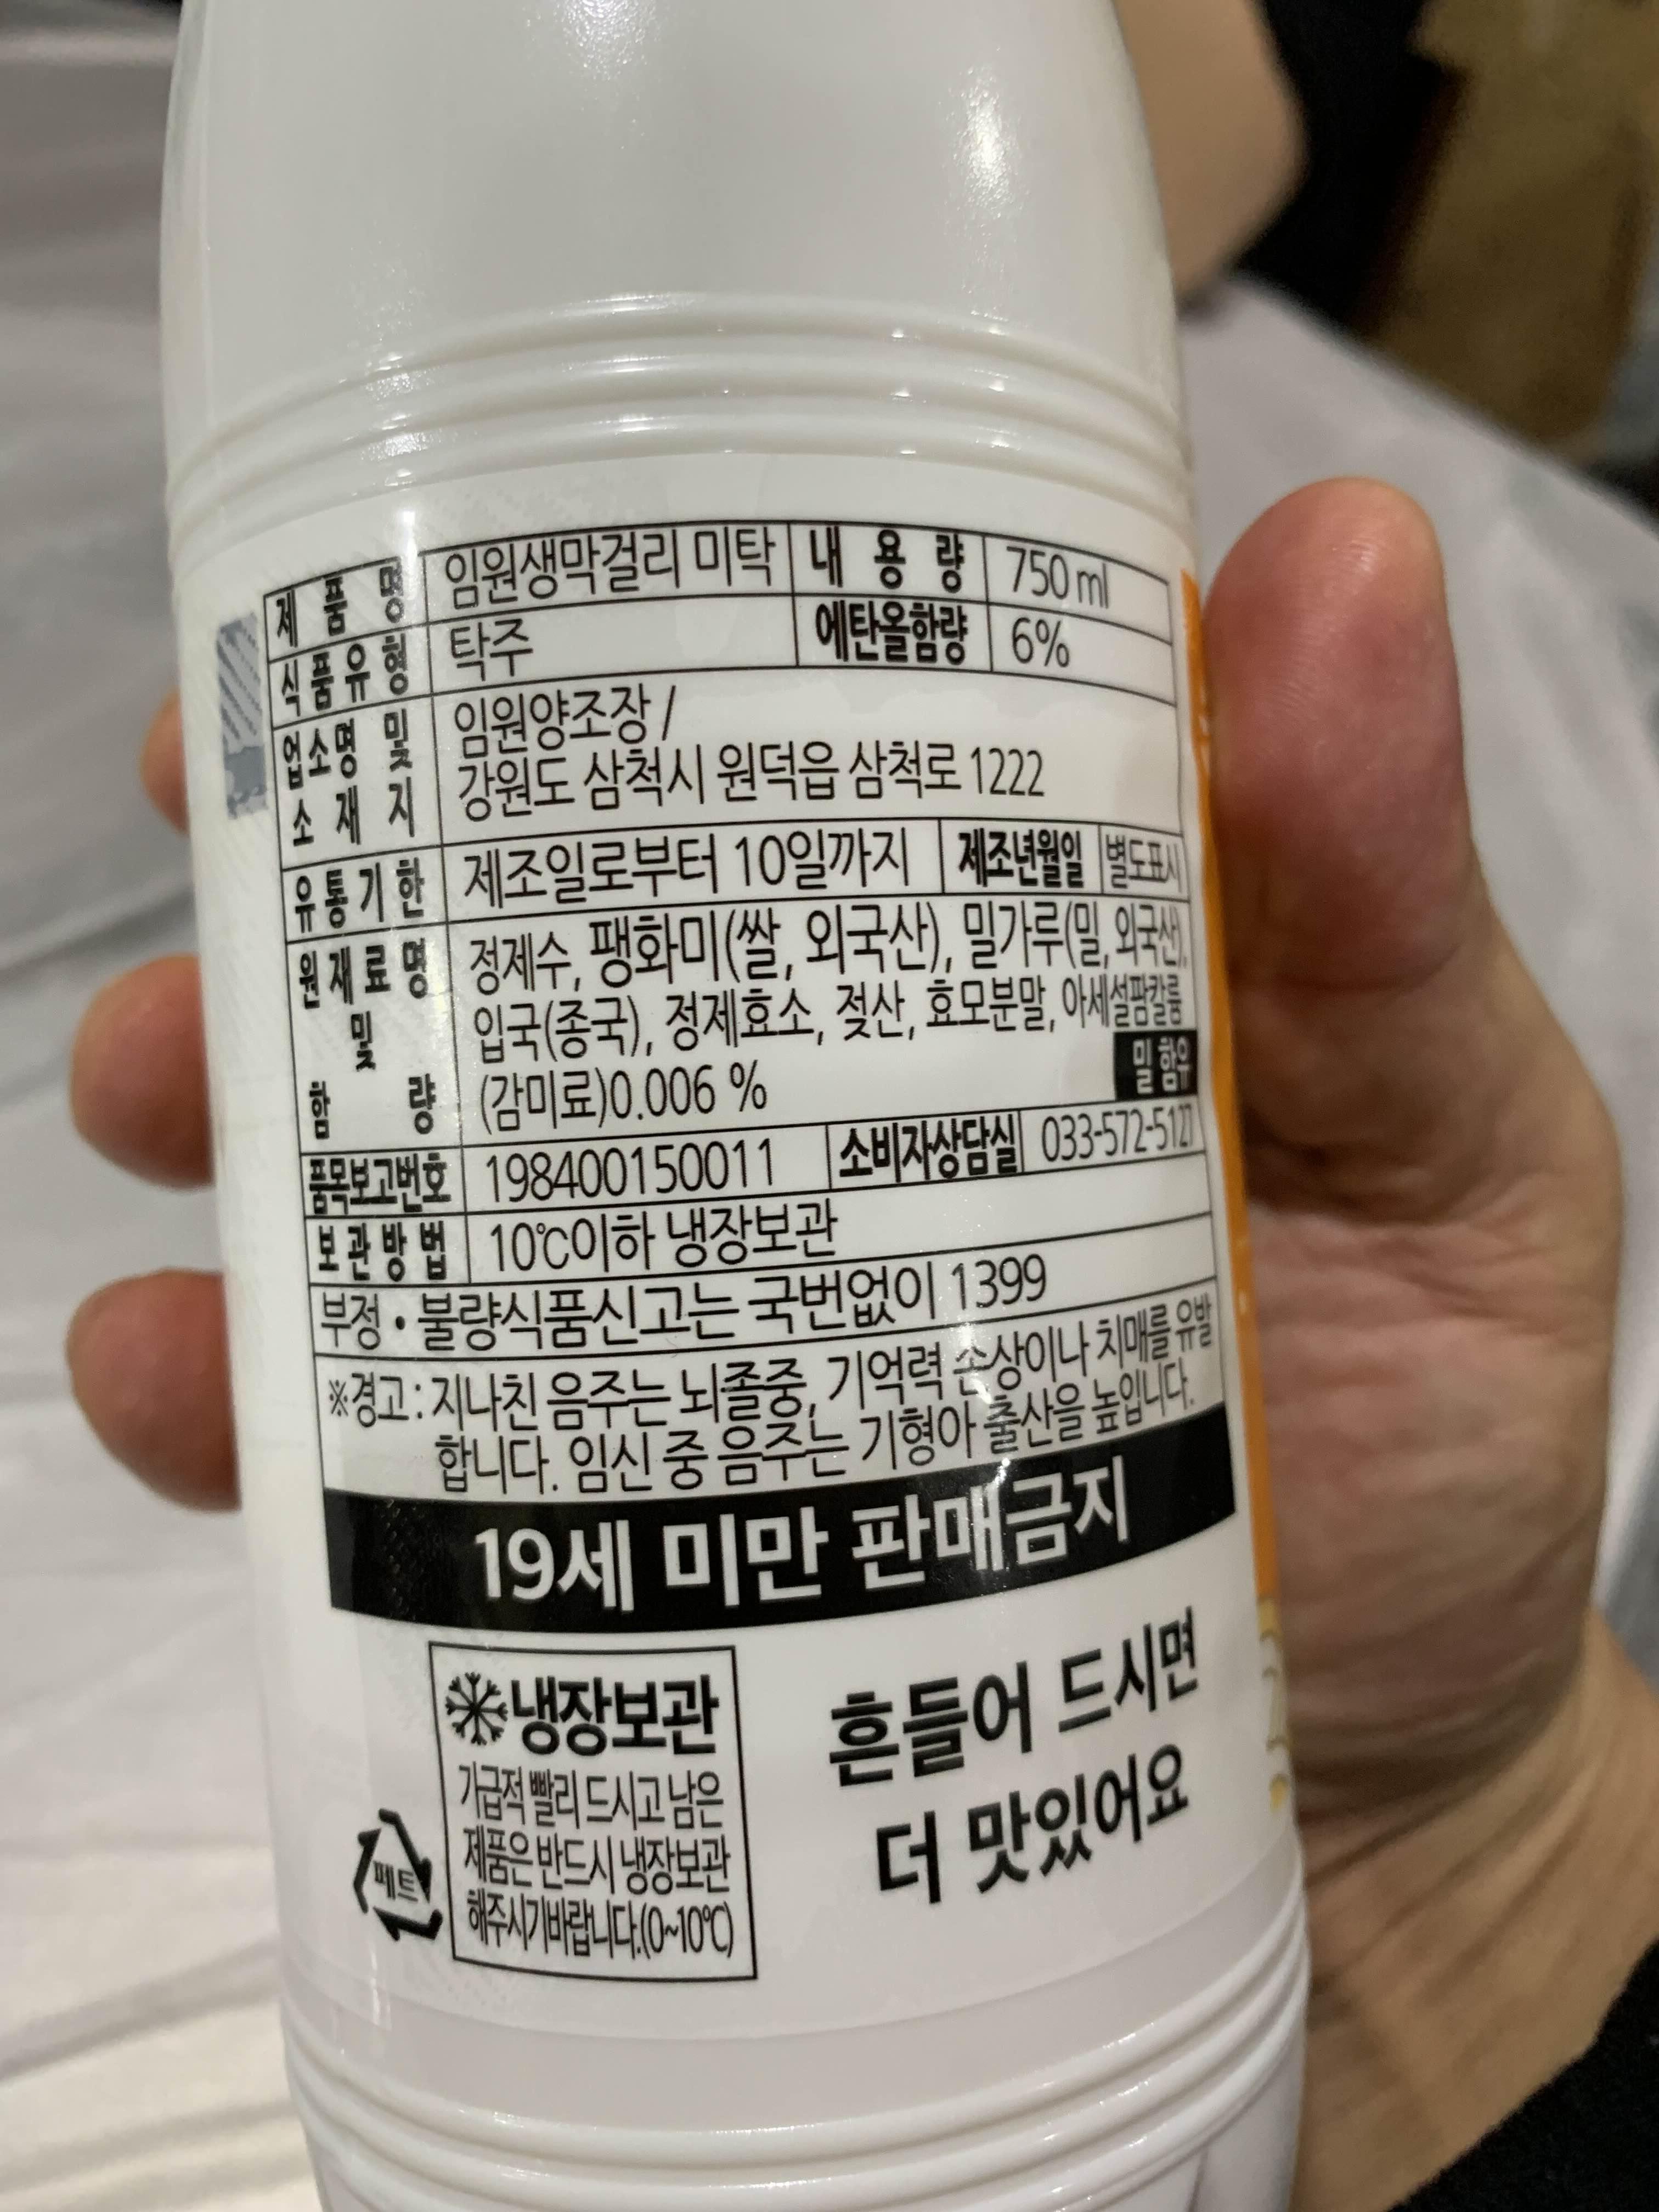 제품명 임원생막걸리 미탁 내용량 750 ml
식품유형 탁주 에탄올함량 6%
업소명 및 임원양조장 /
소재지 강원도 삼척시 원덕읍 삼척로 1222
유통기한 제조일로부터 10일까지 제조년월일 별도표시
원재료명 정제수, 팽화미(쌀, 외국산), 밀가루(밀, 외국산),
및 입국(종국), 정제효소, 젖산, 효모분말, 아세설팜칼륨
함량 (감미료)0.006 % 밀 함유
품목보고번호 198400150011 소비자상담실 033-572-5127
보관방법 10℃이하 냉장보관
부정·불량식품신고는 국번없이 1399
※경고 : 지나친 음주는 뇌졸중, 기억력 손상이나 치매를 유발
합니다. 임신 중 음주는 기형아 출산을 높입니다.
19세 미만 판매금지
냉장보관
가급적 빨리 드시고 남은
제품은 반드시 냉장보관
해주시기바랍니다.(0~10℃)
페트
흔들어 드시면
더 맛있어요